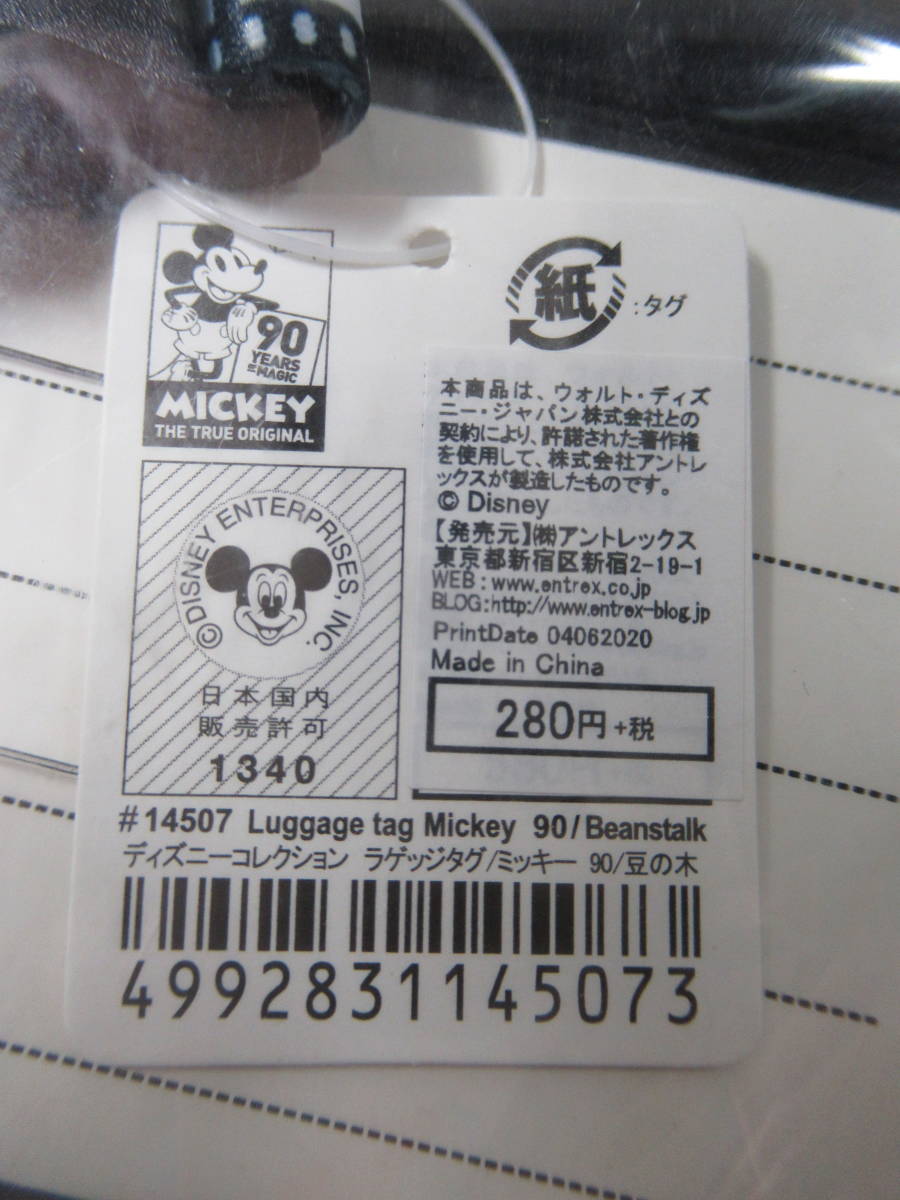 90
YEARS
OF MAGIC
MICKEY
THE TRUE ORIGINAL
紙
:タグ
©DISNEY ENTERPRISES, INC.
日本国内
販売許可
1340
本商品は、ウォルト・ディズ
ニー・ジャパン株式会社との
契約により、許諾された著作権
を使用して、株式会社アントレ
ックスが製造したものです。
© Disney
【発売元】㈱アントレックス
東京都新宿区新宿2-19-1
WEB:www.entrex.co.jp
BLOG:http://www.entrex-blog.jp
PrintDate 04062020
Made in China
280円+税
#14507 Luggage tag Mickey 90/Beanstalk
ディズニーコレクション ラゲッジタグ/ミッキー 90/豆の木
4992831145073